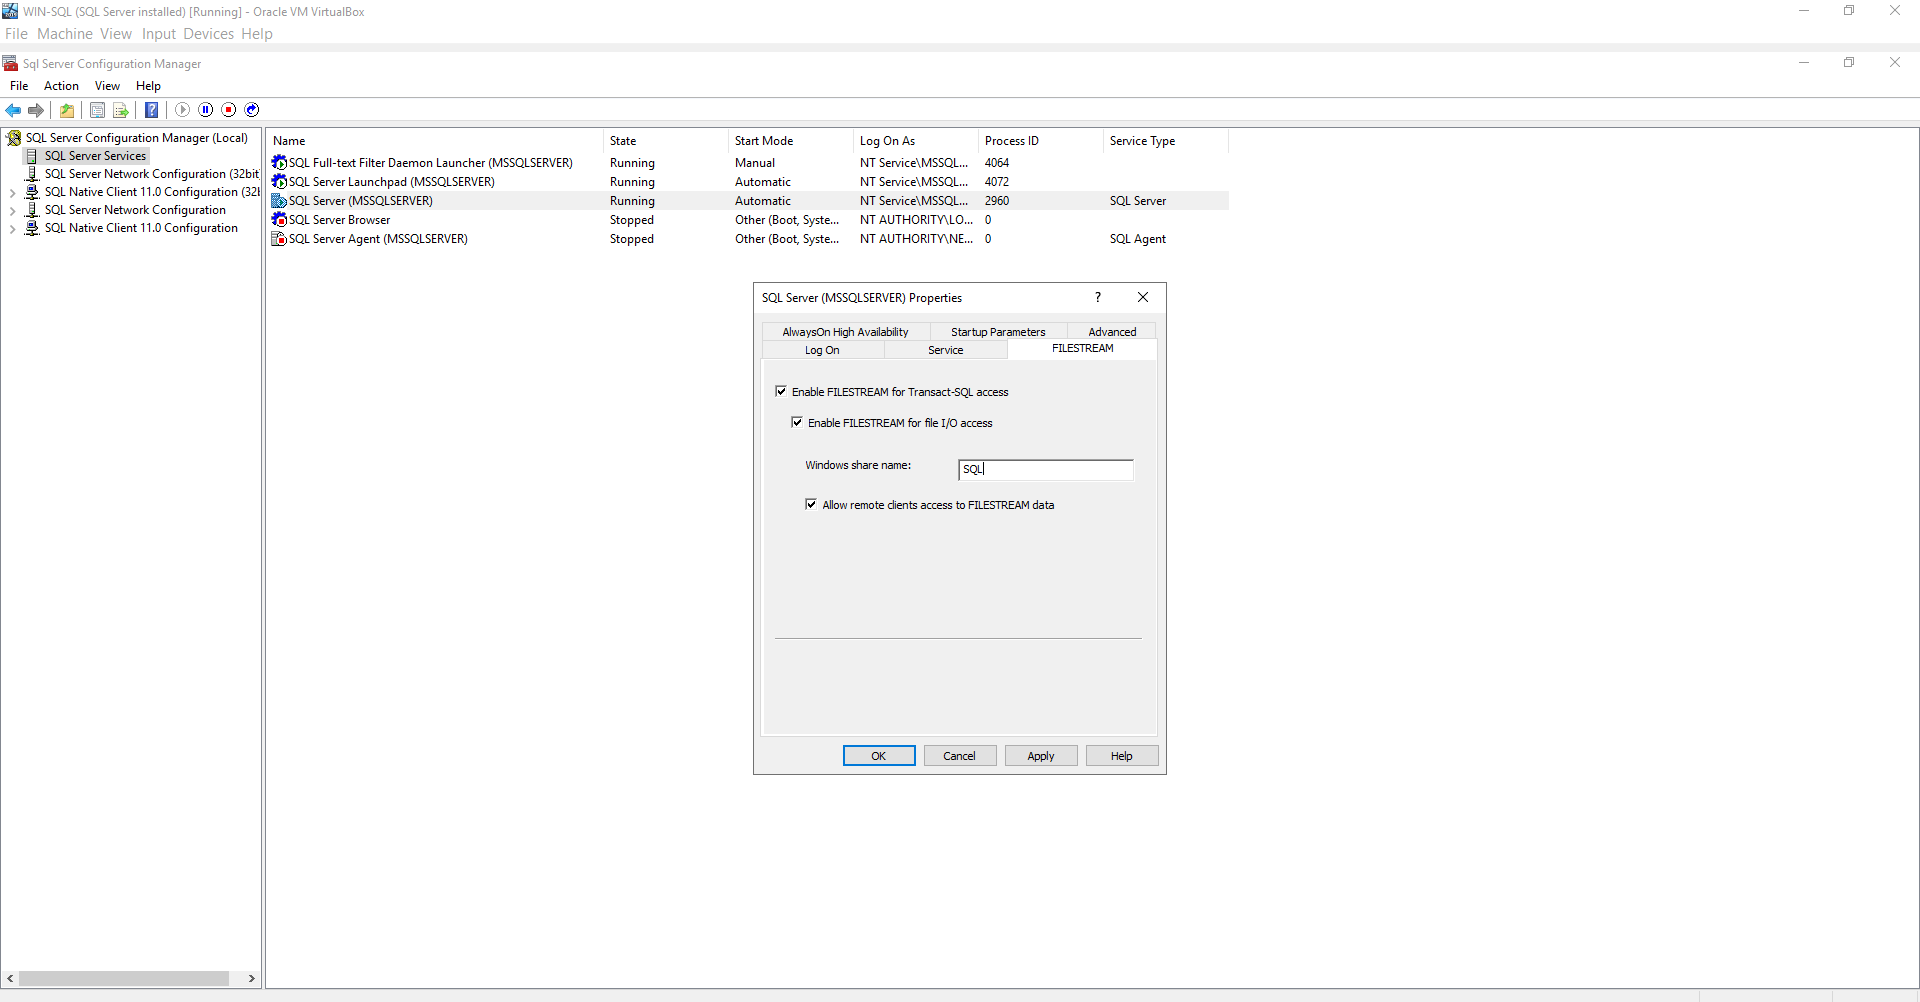 WIN-SQL (SQL Server installed) [Running] - Oracle VM VirtualBox
File Machine View Input Devices Help
Sql Server Configuration Manager
File Action View Help
SQL Server Configuration Manager (Local)
SQL Server Services
SQL Server Network Configuration (32bit
SQL Native Client 11.0 Configuration (32b
SQL Server Network Configuration
SQL Native Client 11.0 Configuration
Name State Start Mode Log On As Process ID Service Type
SQL Full-text Filter Daemon Launcher (MSSQLSERVER) Running Manual NT Service\MSSQL... 4064
SQL Server Launchpad (MSSQLSERVER) Running Automatic NT Service\MSSQL... 4072
SQL Server (MSSQLSERVER) Running Automatic NT Service\MSSQL... 2960 SQL Server
SQL Server Browser Stopped Other (Boot, Syste... NT AUTHORITY\LO... 0
SQL Server Agent (MSSQLSERVER) Stopped Other (Boot, Syste... NT AUTHORITY\NE... 0 SQL Agent
SQL Server (MSSQLSERVER) Properties
AlwaysOn High Availability Startup Parameters Advanced
Log On Service FILESTREAM
Enable FILESTREAM for Transact-SQL access
Enable FILESTREAM for file I/O access
Windows share name: SQL
Allow remote clients access to FILESTREAM data
OK Cancel Apply Help